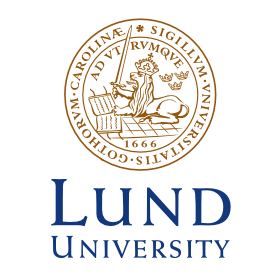 SIGILLVM · VNIVERSITATIS · GOTHORVM · CAROLINÆ
AD VTRVMQVE
1666
LUND
UNIVERSITY